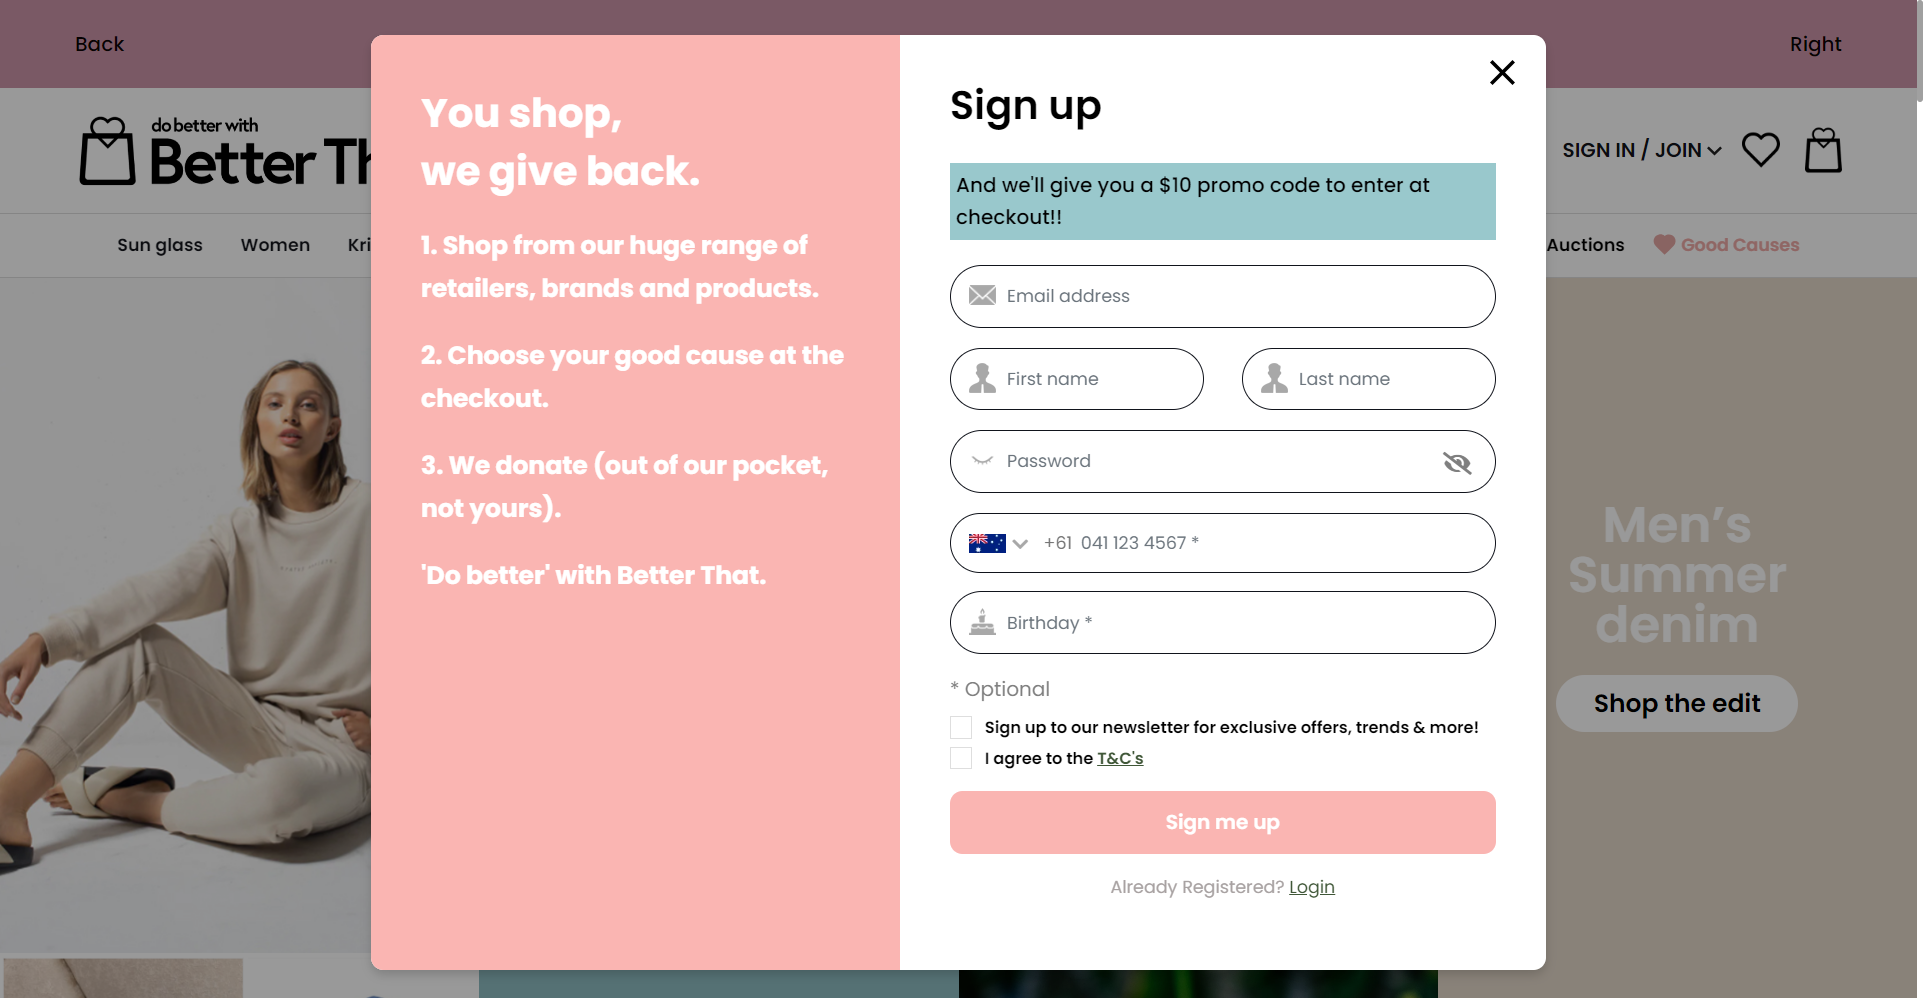 Back
Right
do better with
Better Th
SIGN IN / JOIN
Sun glass
Women
Kri
Auctions
Good Causes
You shop,
we give back.
1. Shop from our huge range of
retailers, brands and products.
2. Choose your good cause at the
checkout.
3. We donate (out of our pocket,
not yours).
'Do better' with Better That.
Sign up
And we'll give you a $10 promo code to enter at
checkout!!
Email address
First name
Last name
Password
+61 041 123 4567 *
Birthday *
* Optional
Sign up to our newsletter for exclusive offers, trends & more!
I agree to the T&C's
Sign me up
Already Registered? Login
Men’s
Summer
denim
Shop the edit